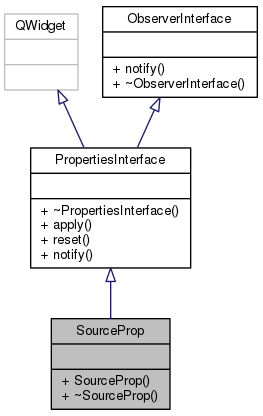 QWidget
ObserverInterface
+ notify()
+ ~ObserverInterface()
PropertiesInterface
+ ~PropertiesInterface()
+ apply()
+ reset()
+ notify()
SourceProp
+ SourceProp()
+ ~SourceProp()